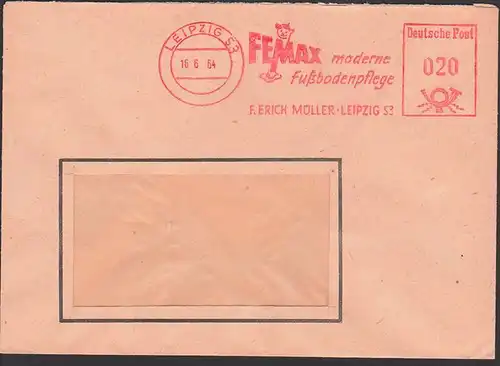 LEIPZIG S3
16 6 64
FEMAX moderne
Fußbodenpflege
F. ERICH MÜLLER · LEIPZIG S3
Deutsche Post
020